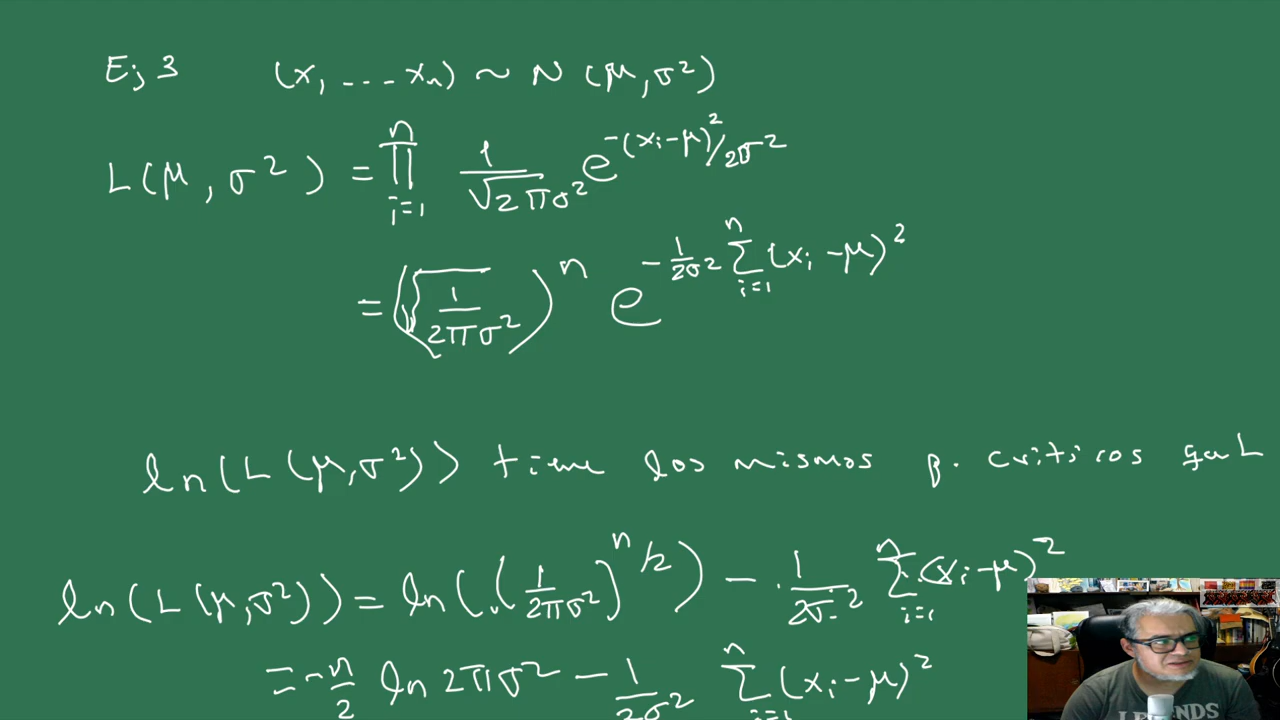 Ej 3 (x₁ ... xₙ) ~ N (μ, σ²)
L(μ, σ²) = ∏ᵢ₌₁ⁿ 1/√(2πσ²) e^(-(xᵢ-μ)²/2σ²)
= (√(1/(2πσ²)))ⁿ e^(-1/(2σ²) ∑ᵢ₌₁ⁿ (xᵢ-μ)²)
ln(L(μ,σ²)) tiene los mismos p. criticos que L
ln(L(μ,σ²)) = ln((1/(2πσ²))^(n/2)) - 1/(2σ²) ∑ᵢ₌₁ⁿ (xᵢ-μ)²
= -n/2 ln 2πσ² - 1/(2σ²) ∑ᵢ₌₁ⁿ (xᵢ-μ)²
LEGENDS